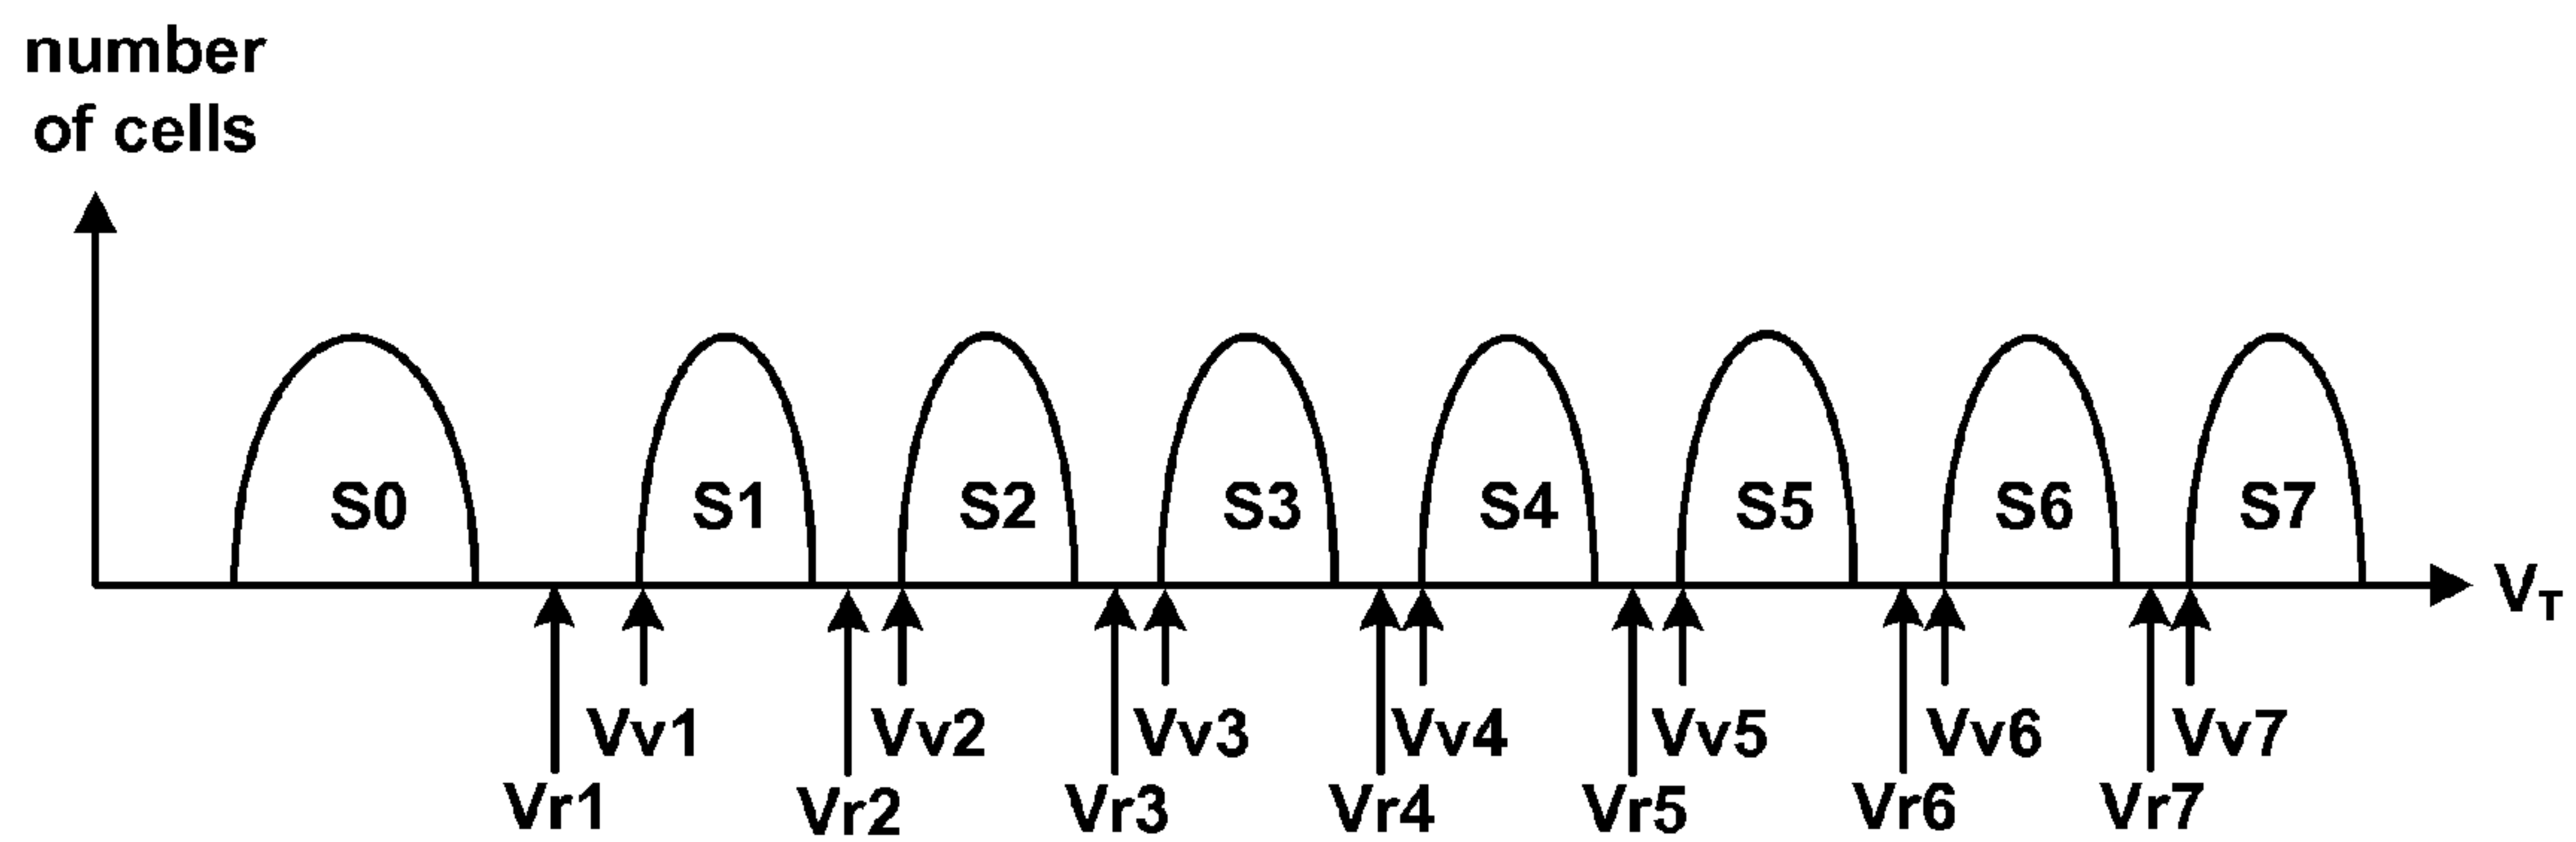 number
of cells
S0 S1 S2 S3 S4 S5 S6 S7
VT
Vv1 Vv2 Vv3 Vv4 Vv5 Vv6 Vv7
Vr1 Vr2 Vr3 Vr4 Vr5 Vr6 Vr7